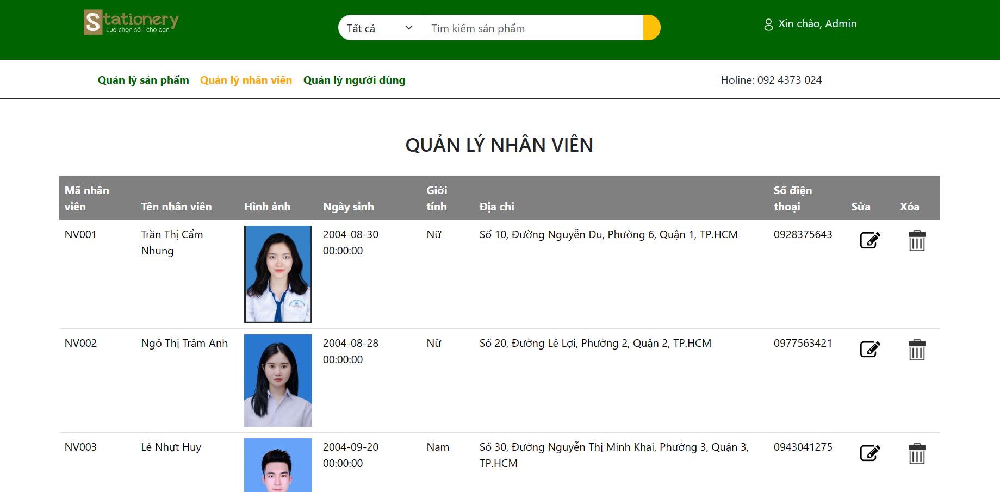 Stationery
Lựa chọn số 1 cho bạn
Tất cả
Tìm kiếm sản phẩm
Xin chào, Admin
Quản lý sản phẩm
Quản lý nhân viên
Quản lý người dùng
Holine: 092 4373 024
QUẢN LÝ NHÂN VIÊN
Mã nhân
viên
Tên nhân viên
Hình ảnh
Ngày sinh
Giới
tính
Địa chỉ
Số điện
thoại
Sửa
Xóa
NV001
Trần Thị Cẩm
Nhung
2004-08-30
00:00:00
Nữ
Số 10, Đường Nguyễn Du, Phường 6, Quận 1, TP.HCM
0928375643
NV002
Ngô Thị Trâm Anh
2004-08-28
00:00:00
Nữ
Số 20, Đường Lê Lợi, Phường 2, Quận 2, TP.HCM
0977563421
NV003
Lê Nhựt Huy
2004-09-20
00:00:00
Nam
Số 30, Đường Nguyễn Thị Minh Khai, Phường 3, Quận 3,
TP.HCM
0943041275